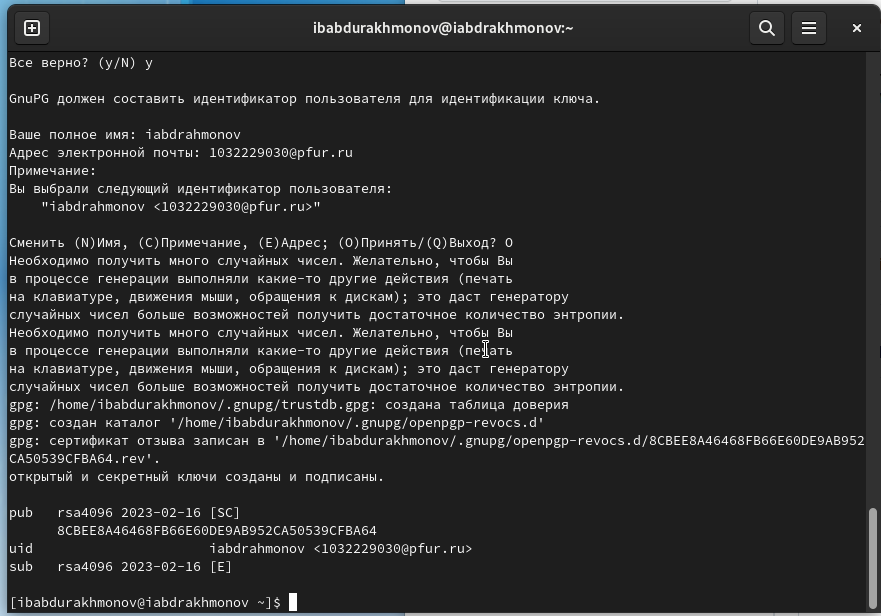 ibabdurakhmonov@iabdrakhmonov:~
Все верно? (y/N) y
GnuPG должен составить идентификатор пользователя для идентификации ключа.
Ваше полное имя: iabdrahmonov
Адрес электронной почты: 1032229030@pfur.ru
Примечание:
Вы выбрали следующий идентификатор пользователя:
"iabdrahmonov <1032229030@pfur.ru>"
Сменить (N)Имя, (C)Примечание, (E)Адрес; (O)Принять/(Q)Выход? O
Необходимо получить много случайных чисел. Желательно, чтобы Вы
в процессе генерации выполняли какие-то другие действия (печать
на клавиатуре, движения мыши, обращения к дискам); это даст генератору
случайных чисел больше возможностей получить достаточное количество энтропии.
Необходимо получить много случайных чисел. Желательно, чтобы Вы
в процессе генерации выполняли какие-то другие действия (печать
на клавиатуре, движения мыши, обращения к дискам); это даст генератору
случайных чисел больше возможностей получить достаточное количество энтропии.
gpg: /home/ibabdurakhmonov/.gnupg/trustdb.gpg: создана таблица доверия
gpg: создан каталог '/home/ibabdurakhmonov/.gnupg/openpgp-revocs.d'
gpg: сертификат отзыва записан в '/home/ibabdurakhmonov/.gnupg/openpgp-revocs.d/8CBEE8A46468FB66E60DE9AB952
CA50539CFBA64.rev'.
открытый и секретный ключи созданы и подписаны.
pub   rsa4096 2023-02-16 [SC]
8CBEE8A46468FB66E60DE9AB952CA50539CFBA64
uid                      iabdrahmonov <1032229030@pfur.ru>
sub   rsa4096 2023-02-16 [E]
[ibabdurakhmonov@iabdrakhmonov ~]$